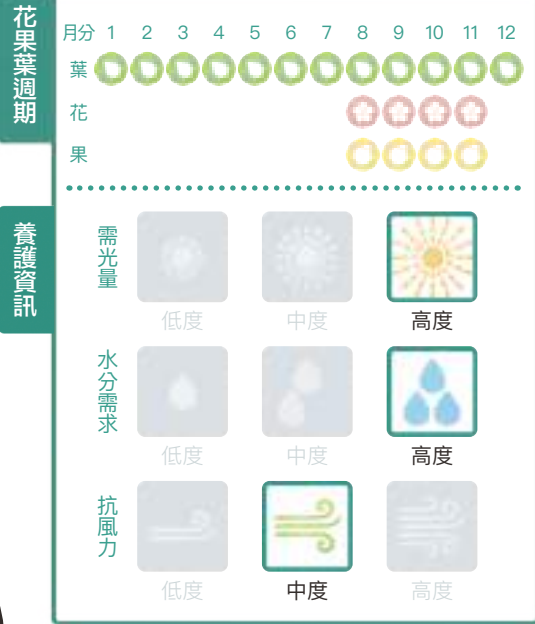 花果葉週期
月分 1 2 3 4 5 6 7 8 9 10 11 12
葉
花
果
養護資訊
需光量
低度 中度 高度
水分需求
低度 中度 高度
抗風力
低度 中度 高度